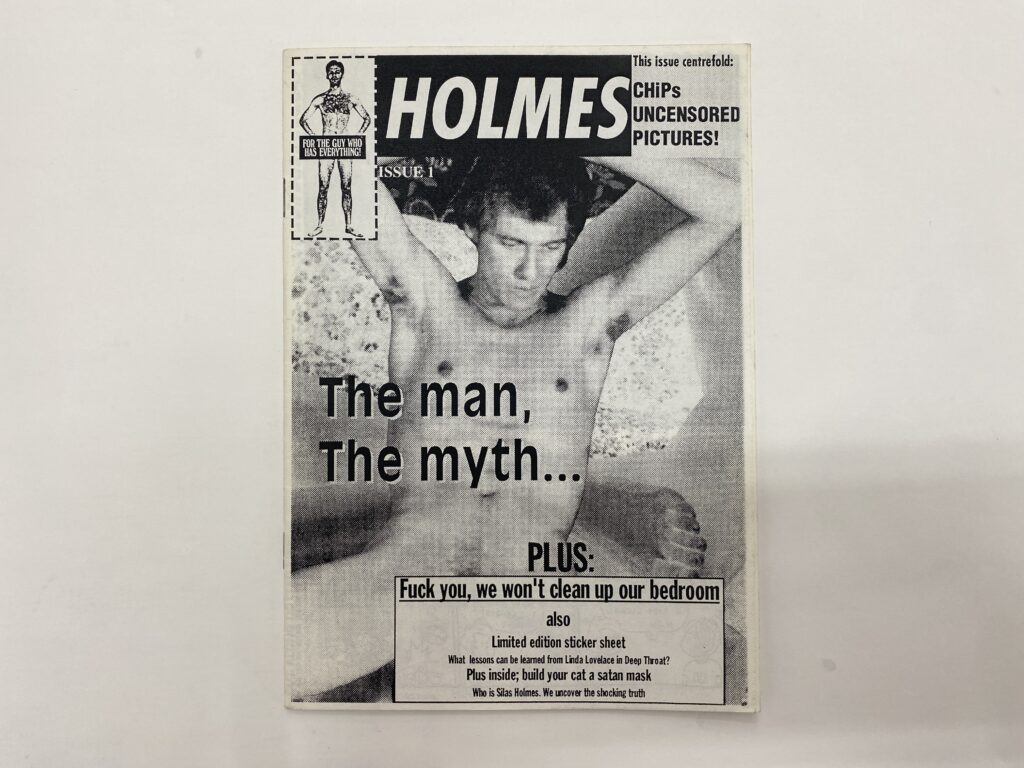 FOR THE GUY WHO
HAS EVERYTHING!
HOLMES
This issue centrefold:
CHiPs
UNCENSORED
PICTURES!
ISSUE 1
The man,
The myth...
PLUS:
Fuck you, we won't clean up our bedroom
also
Limited edition sticker sheet
What lessons can be learned from Linda Lovelace in Deep Throat?
Plus inside; build your cat a satan mask
Who is Silas Holmes. We uncover the shocking truth